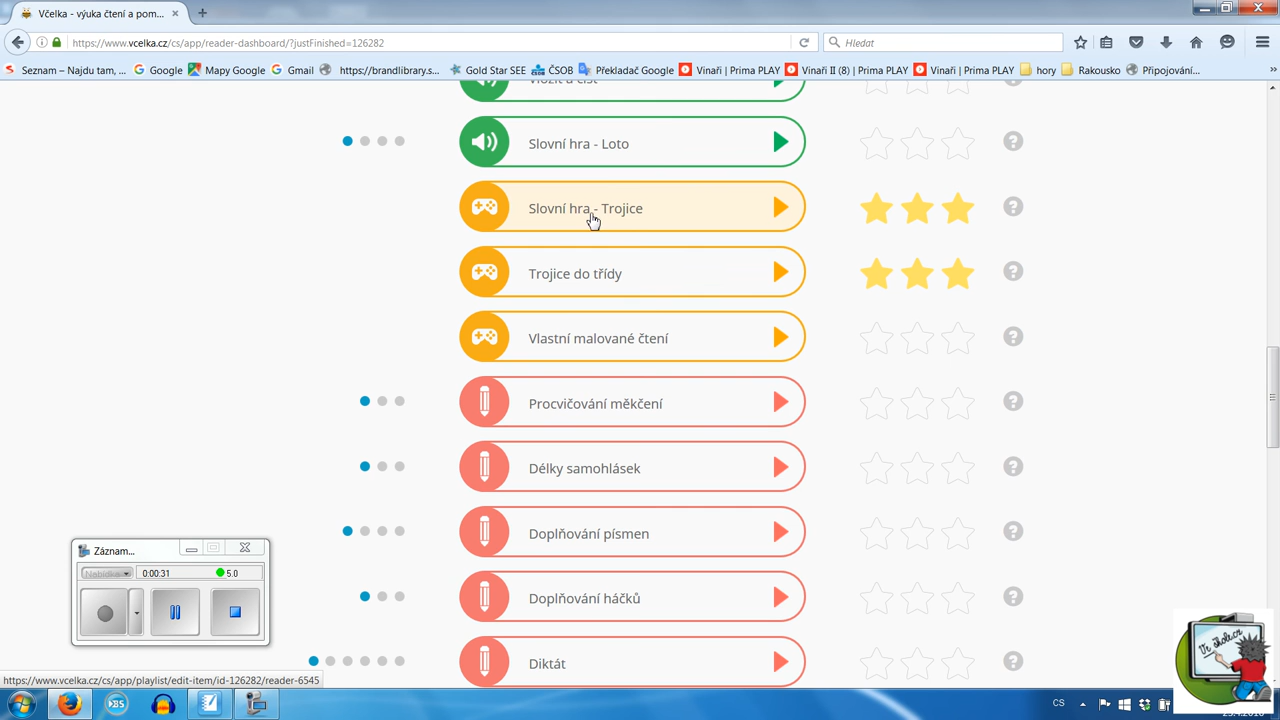 Včelka - výuka čtení a pom...
https://www.vcelka.cz/cs/app/reader-dashboard/?justFinished=126282
Hledat
Seznam – Najdu tam, ...
Google
Mapy Google
Gmail
https://brandlibrary.s...
Gold Star SEE
ČSOB
Překladač Google
Vinaři | Prima PLAY
Vinaři II (8) | Prima PLAY
Vinaři | Prima PLAY
hory
Rakousko
Připojování...
Vložit a číst
Slovní hra - Loto
Slovní hra - Trojice
Trojice do třídy
Vlastní malované čtení
Procvičování měkčení
Délky samohlásek
Doplňování písmen
Doplňování háčků
Diktát
Záznam...
Nabídka
0:00:31
5.0
https://www.vcelka.cz/cs/app/playlist/edit-item/id-126282/reader-6545
CS